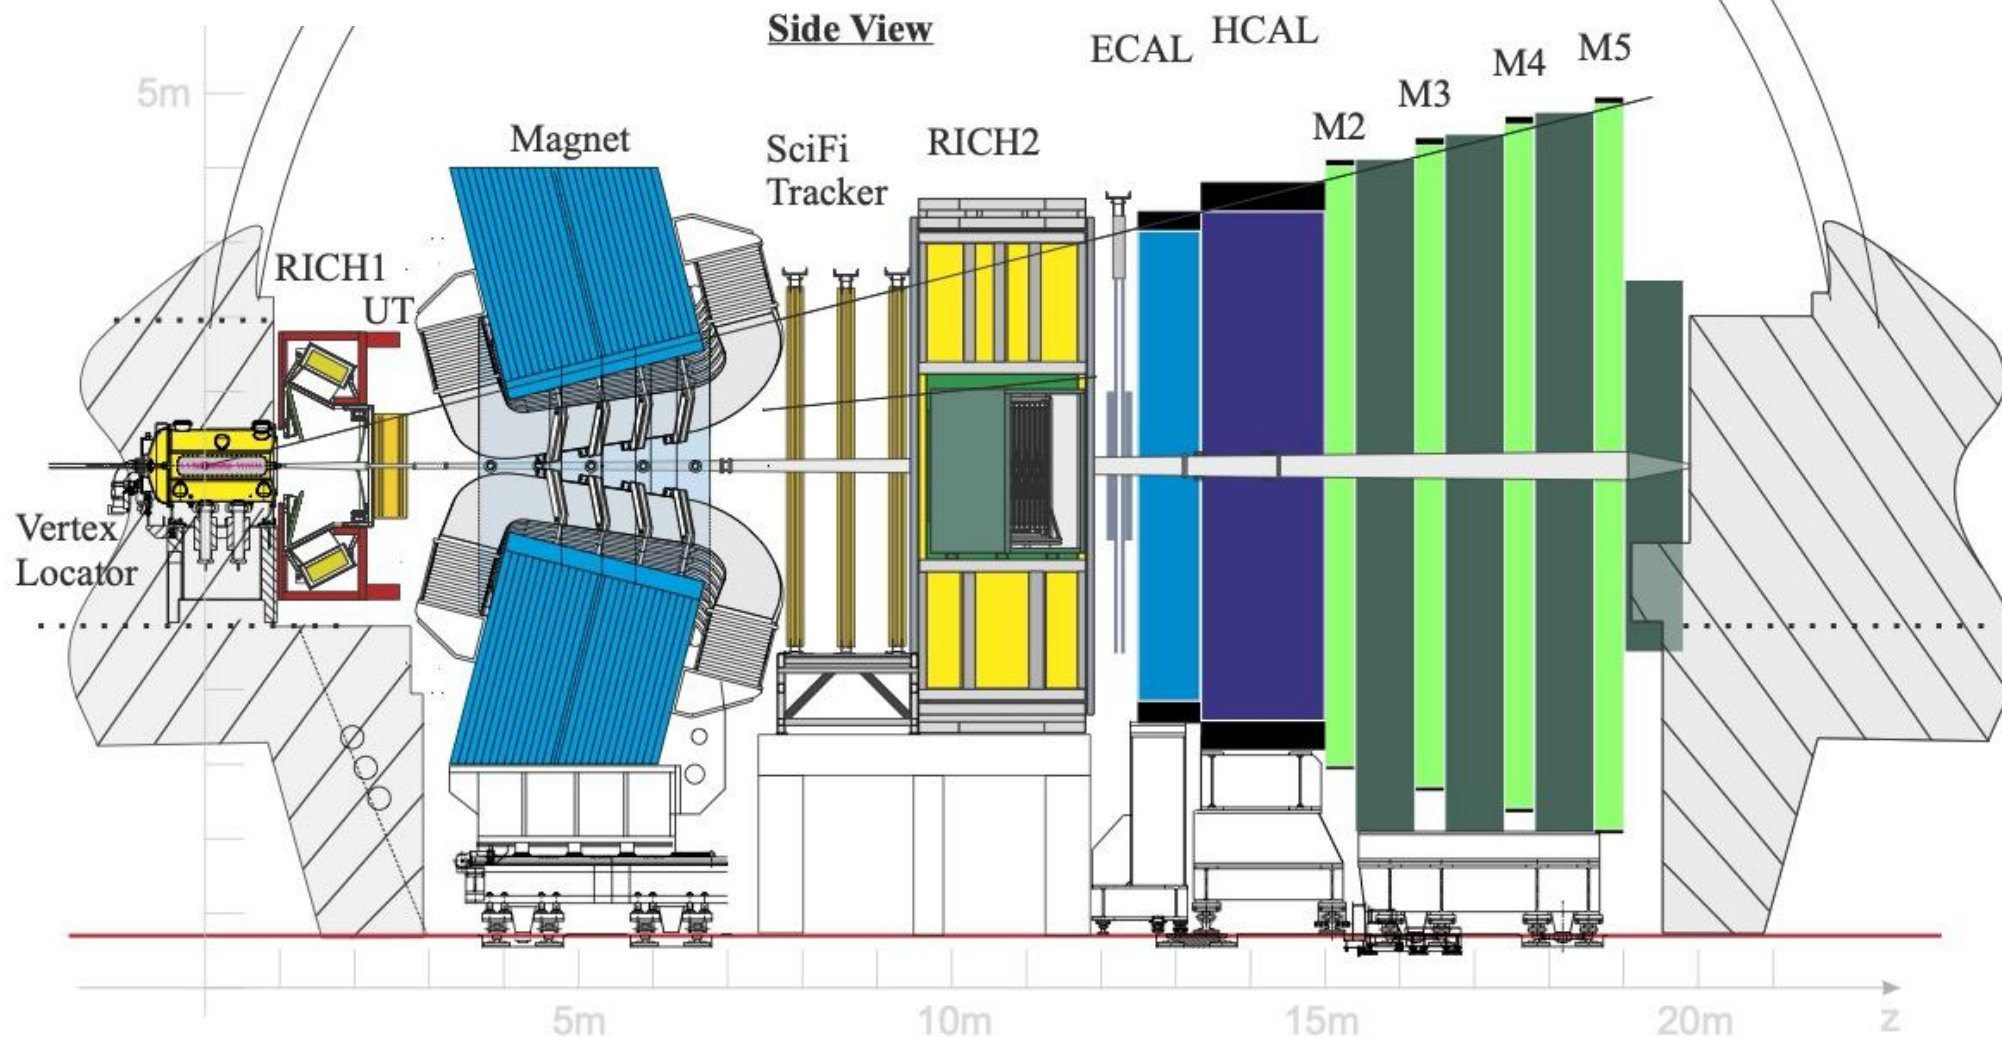 Side View
ECAL
HCAL
M5
M4
M3
M2
5m
Magnet
SciFi
Tracker
RICH2
RICH1
UT
Vertex
Locator
5m
10m
15m
20m
z